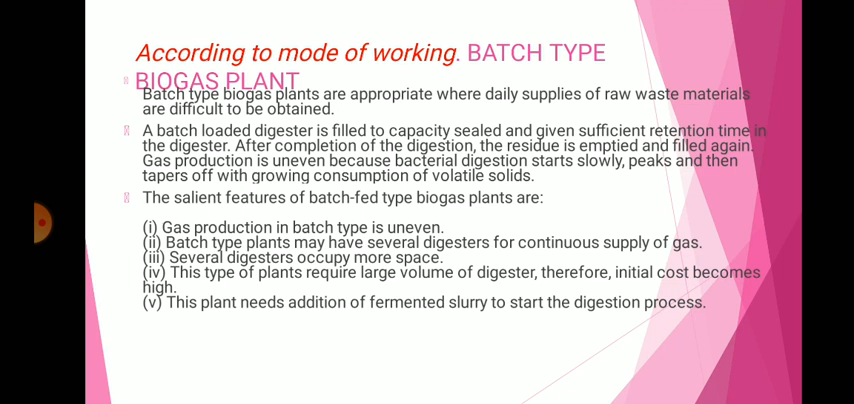 According to mode of working. BATCH TYPE
BIOGAS PLANT
Batch type biogas plants are appropriate where daily supplies of raw waste materials
are difficult to be obtained.
A batch loaded digester is filled to capacity sealed and given sufficient retention time in
the digester. After completion of the digestion, the residue is emptied and filled again.
Gas production is uneven because bacterial digestion starts slowly, peaks and then
tapers off with growing consumption of volatile solids.
The salient features of batch-fed type biogas plants are:
(i) Gas production in batch type is uneven.
(ii) Batch type plants may have several digesters for continuous supply of gas.
(iii) Several digesters occupy more space.
(iv) This type of plants require large volume of digester, therefore, initial cost becomes
high.
(v) This plant needs addition of fermented slurry to start the digestion process.